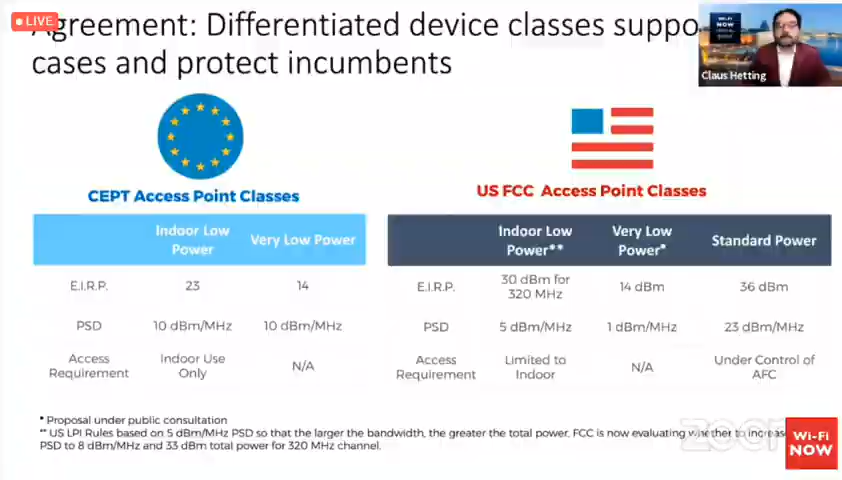 LIVE
Agreement: Differentiated device classes
cases and protect incumbents
WI-FI
NOW
Claus Hetting
CEPT Access Point Classes
US FCC Access Point Classes
Indoor Low Power
Very Low Power
E.I.R.P. 23 14
PSD 10 dBm/MHz 10 dBm/MHz
Access Requirement Indoor Use Only N/A
Indoor Low Power**
Very Low Power*
Standard Power
E.I.R.P. 30 dBm for 320 MHz 14 dBm 36 dBm
PSD 5 dBm/MHz 1 dBm/MHz 23 dBm/MHz
Access Requirement Limited to Indoor N/A Under Control of AFC
* Proposal under public consultation
** US LPI Rules based on 5 dBm/MHz PSD so that the larger the bandwidth, the greater the total power. FCC is now evaluating whether to increase
PSD to 8 dBm/MHz and 33 dBm total power for 320 MHz channel.
zoom
Wi-Fi
NOW